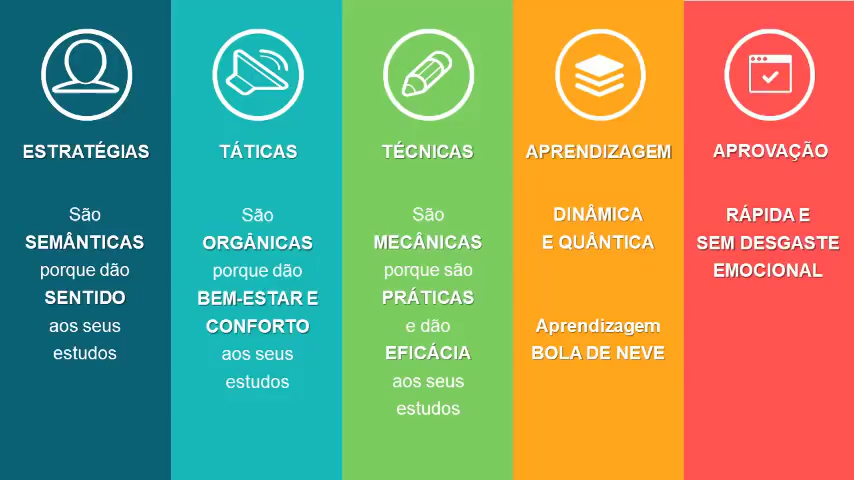 ESTRATÉGIAS
São
SEMÂNTICAS
porque dão
SENTIDO
aos seus
estudos
TÁTICAS
São
ORGÂNICAS
porque dão
BEM-ESTAR E
CONFORTO
aos seus
estudos
TÉCNICAS
São
MECÂNICAS
porque são
PRÁTICAS
e dão
EFICÁCIA
aos seus
estudos
APRENDIZAGEM
DINÂMICA
E QUÂNTICA
Aprendizagem
BOLA DE NEVE
APROVAÇÃO
RÁPIDA E
SEM DESGASTE
EMOCIONAL